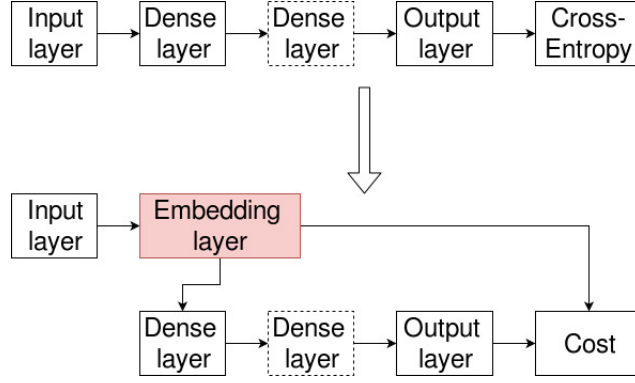 Input
layer
Dense
layer
Dense
layer
Output
layer
Cross-
Entropy
Input
layer
Embedding
layer
Dense
layer
Dense
layer
Output
layer
Cost